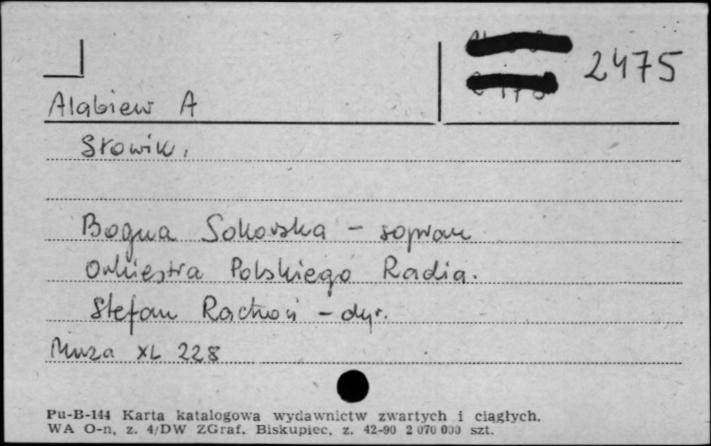 2475
Alabiew A
Słowik,
Bogna Sokorska – sopran
Orkiestra Polskiego Radia.
Stefan Rachoń – dyr.
Muza XL 228
Pu-B-144 Karta katalogowa wydawnictw zwartych i ciągłych.
WA O-n, z. 4/DW ZGraf. Biskupiec, z. 42-90 2 070 000 szt.